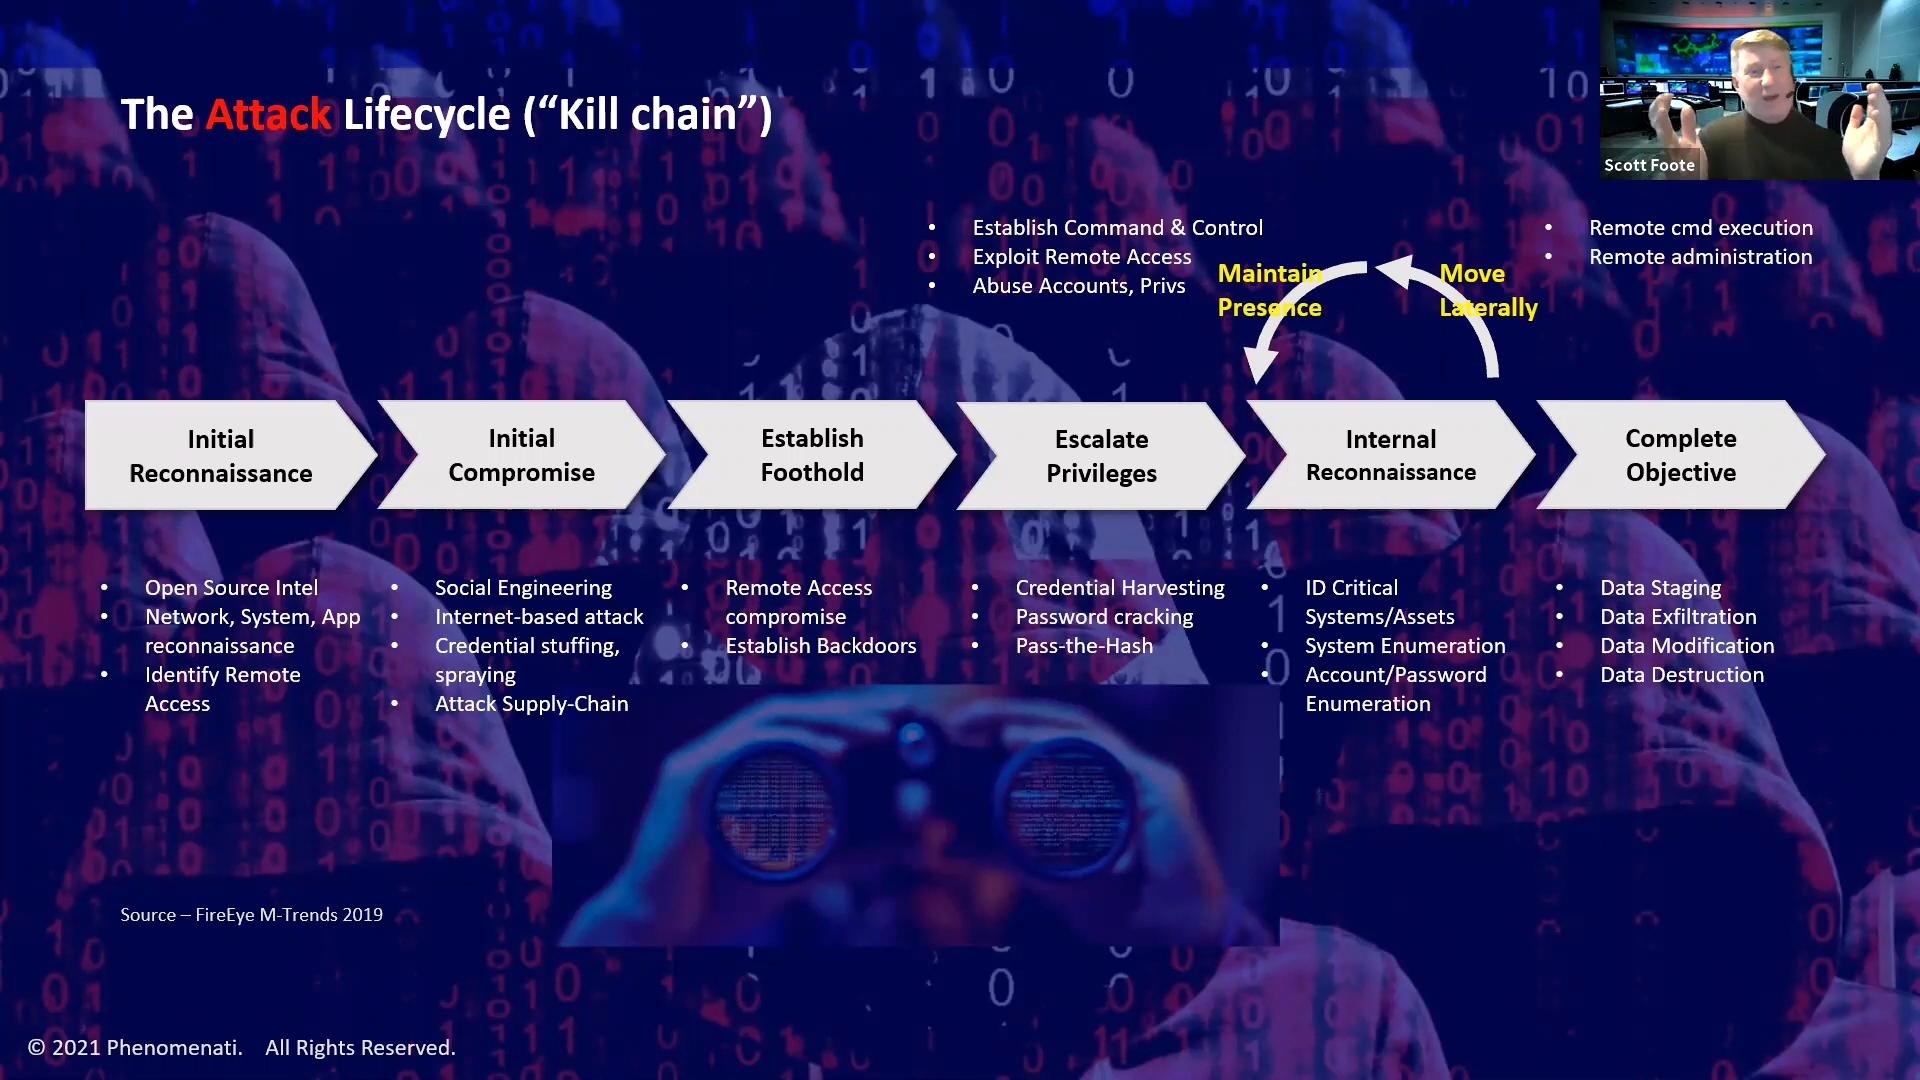 The Attack Lifecycle (“Kill chain”)
Scott Foote
• Establish Command & Control
• Exploit Remote Access
• Abuse Accounts, Privs
Maintain
Presence
Move
Laterally
• Remote cmd execution
• Remote administration
Initial
Reconnaissance
Initial
Compromise
Establish
Foothold
Escalate
Privileges
Internal
Reconnaissance
Complete
Objective
• Open Source Intel
• Network, System, App
reconnaissance
• Identify Remote
Access
• Social Engineering
• Internet-based attack
• Credential stuffing,
spraying
• Attack Supply-Chain
• Remote Access
compromise
• Establish Backdoors
• Credential Harvesting
• Password cracking
• Pass-the-Hash
• ID Critical
Systems/Assets
• System Enumeration
• Account/Password
Enumeration
• Data Staging
• Data Exfiltration
• Data Modification
• Data Destruction
Source – FireEye M-Trends 2019
© 2021 Phenomenati. All Rights Reserved.